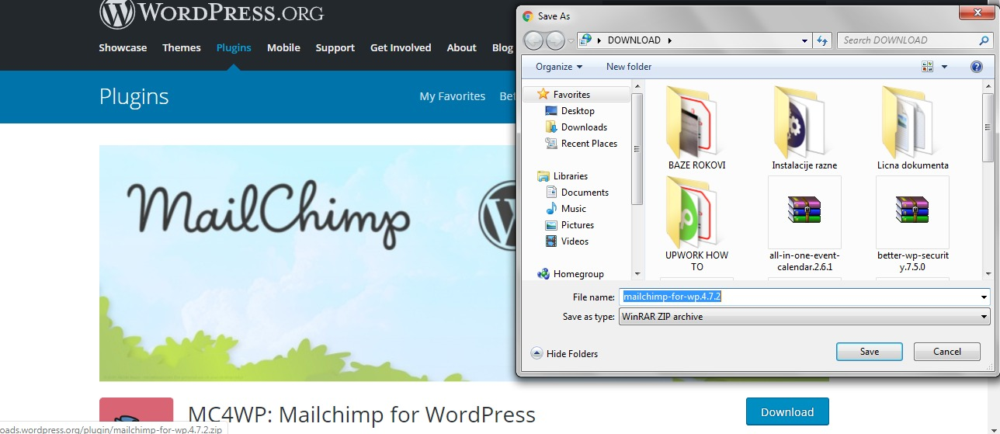 WORDPRESS.ORG
Showcase Themes Plugins Mobile Support Get Involved About Blog
Plugins
My Favorites Bet
MailChimp
MC4WP: Mailchimp for WordPress
Download
oads.wordpress.org/plugin/mailchimp-for-wp.4.7.2.zip
Save As
DOWNLOAD
Search DOWNLOAD
Organize
New folder
Favorites
Desktop
Downloads
Recent Places
Libraries
Documents
Music
Pictures
Videos
Homegroup
BAZE ROKOVI
Instalacije razne
Licna dokumenta
UPWORK HOW
TO
all-in-one-event-
calendar.2.6.1
better-wp-securit
y.7.5.0
File name: mailchimp-for-wp.4.7.2
Save as type: WinRAR ZIP archive
Hide Folders
Save
Cancel